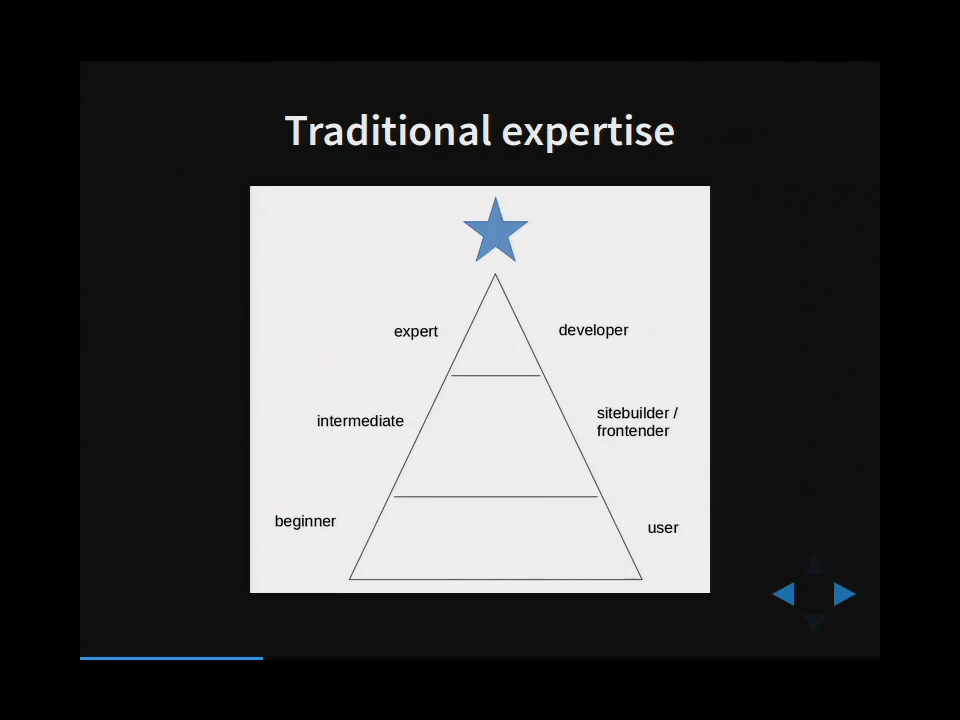 Traditional expertise
expert
developer
intermediate
sitebuilder /
frontender
beginner
user